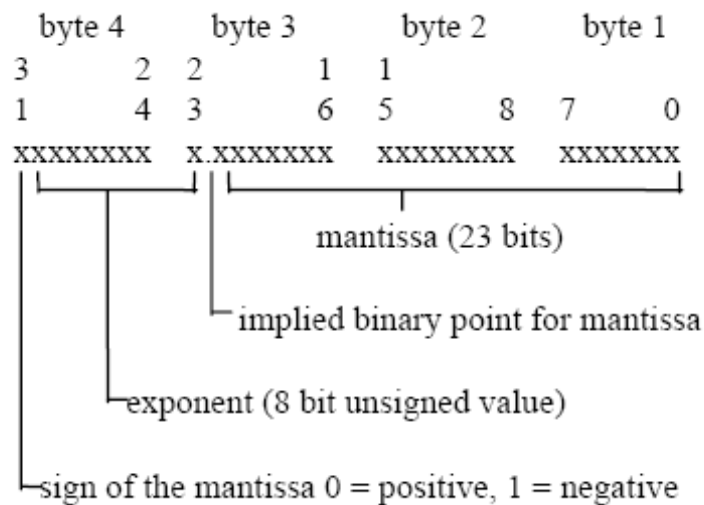 byte 4 byte 3 byte 2 byte 1
3 2 2 1 1
1 4 3 6 5 8 7 0
xxxxxxxx x.xxxxxxx xxxxxxxx xxxxxxx
mantissa (23 bits)
implied binary point for mantissa
exponent (8 bit unsigned value)
sign of the mantissa 0 = positive, 1 = negative